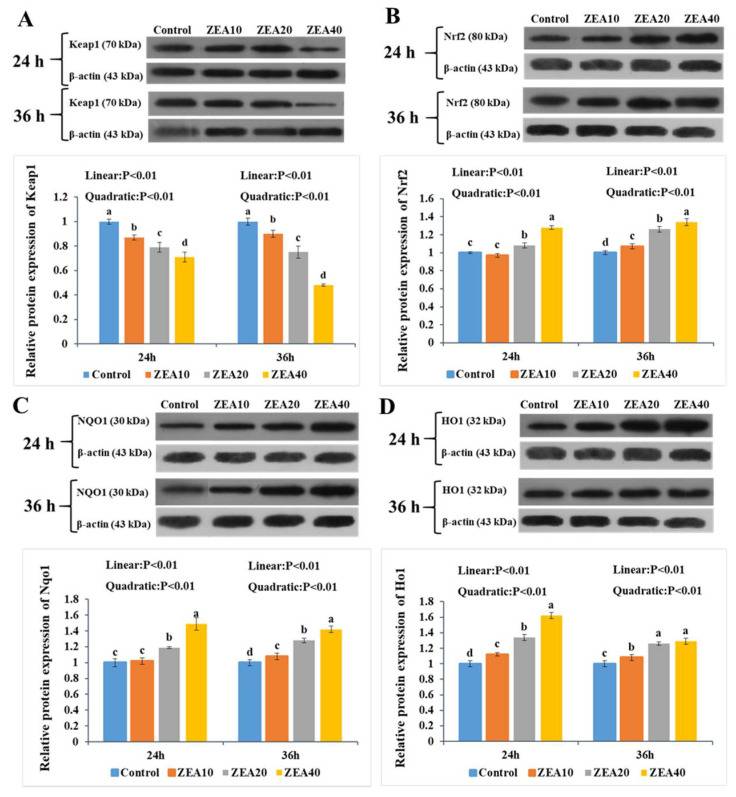 A
Control ZEA10 ZEA20 ZEA40
24 h
Keap1 (70 kDa)
β-actin (43 kDa)
36 h
Keap1 (70 kDa)
β-actin (43 kDa)
Relative protein expression of Keap1
Linear:P<0.01 Linear:P<0.01
Quadratic:P<0.01 Quadratic:P<0.01
1.2
1
0.8
0.6
0.4
0.2
0
a b c d a b c d
24h 36h
Control ZEA10 ZEA20 ZEA40
B
Control ZEA10 ZEA20 ZEA40
24 h
Nrf2 (80 kDa)
β-actin (43 kDa)
36 h
Nrf2 (80 kDa)
β-actin (43 kDa)
Relative protein expression of Nrf2
Linear:P<0.01 Linear:P<0.01
Quadratic:P<0.01 Quadratic:P<0.01
1.6
1.4
1.2
1
0.8
0.6
0.4
0.2
0
c c b a d c b a
24h 36h
Control ZEA10 ZEA20 ZEA40
C
Control ZEA10 ZEA20 ZEA40
24 h
NQO1 (30 kDa)
β-actin (43 kDa)
36 h
NQO1 (30 kDa)
β-actin (43 kDa)
Relative protein expression of Nqo1
Linear:P<0.01 Linear:P<0.01
Quadratic:P<0.01 Quadratic:P<0.01
1.8
1.6
1.4
1.2
1
0.8
0.6
0.4
0.2
0
c c b a d c b a
24h 36h
Control ZEA10 ZEA20 ZEA40
D
Control ZEA10 ZEA20 ZEA40
24 h
HO1 (32 kDa)
β-actin (43 kDa)
36 h
HO1 (32 kDa)
β-actin (43 kDa)
Relative protein expression of Ho1
Linear:P<0.01 Linear:P<0.01
Quadratic:P<0.01 Quadratic:P<0.01
1.8
1.6
1.4
1.2
1
0.8
0.6
0.4
0.2
0
d c b a c b a a
24h 36h
Control ZEA10 ZEA20 ZEA40